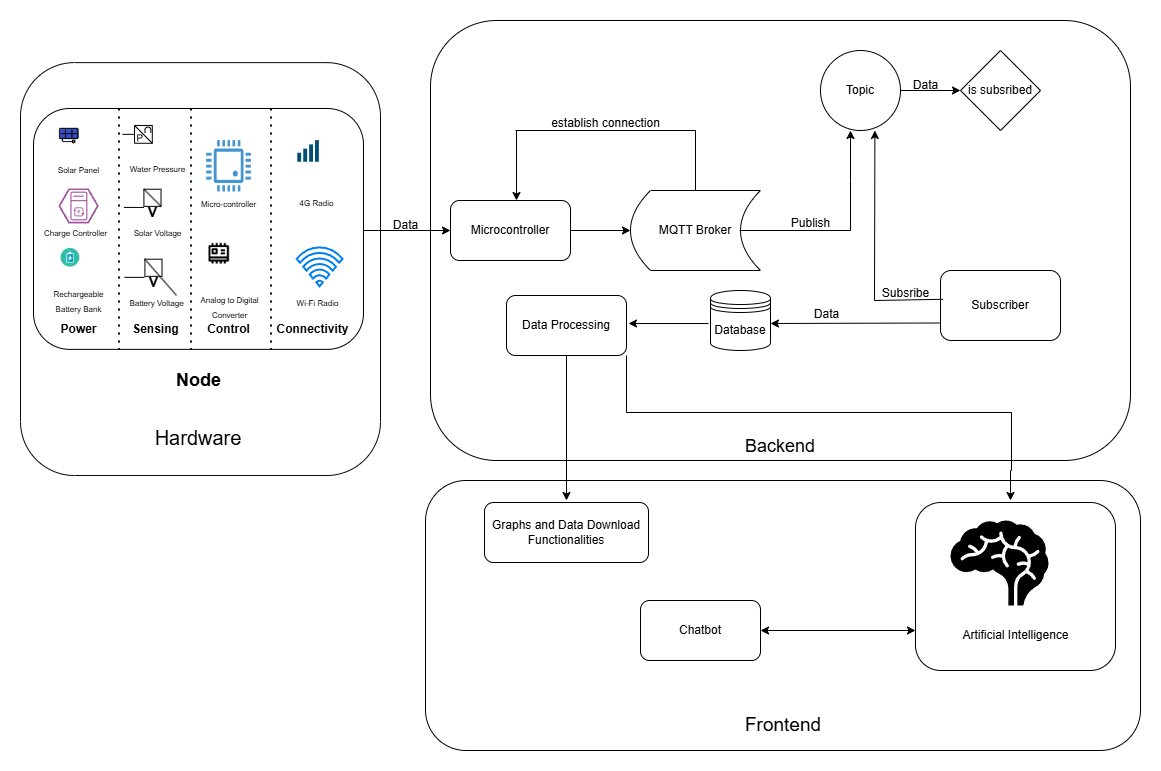 Solar Panel
Charge Controller
Rechargeable
Battery Bank
Power
P
Water Pressure
Solar Voltage
V
Battery Voltage
V
Sensing
Micro-controller
Analog to Digital
Converter
Control
4G Radio
Wi-Fi Radio
Connectivity
Node
Hardware
Data
establish connection
Microcontroller
MQTT Broker
Publish
Topic
Data
is subsribed
Subsribe
Subscriber
Data
Database
Data Processing
Backend
Graphs and Data Download
Functionalities
Chatbot
Artificial Intelligence
Frontend